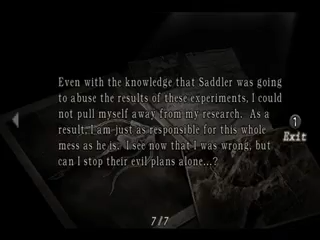 Even with the knowledge that Saddler was going
to abuse the results of these experiments, I could
not pull myself away from my research.  As a
result, I am just as responsible for this whole
mess as he is.  I see now that I was wrong, but
can I stop their evil plans alone...?
1
Exit
7/7